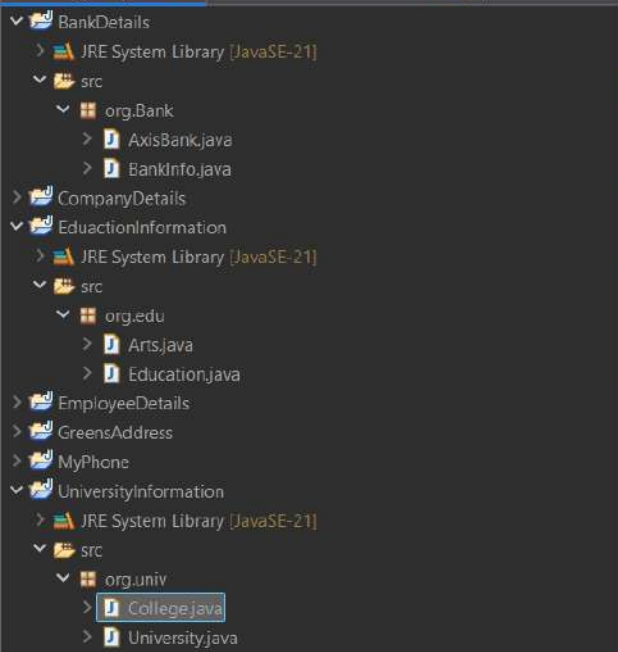 BankDetails
JRE System Library [JavaSE-21]
src
org.Bank
AxisBank.java
BankInfo.java
CompanyDetails
EduactionInformation
JRE System Library [JavaSE-21]
src
org.edu
Arts.java
Education.java
EmployeeDetails
GreensAddress
MyPhone
UniversityInformation
JRE System Library [JavaSE-21]
src
org.univ
College.java
University.java